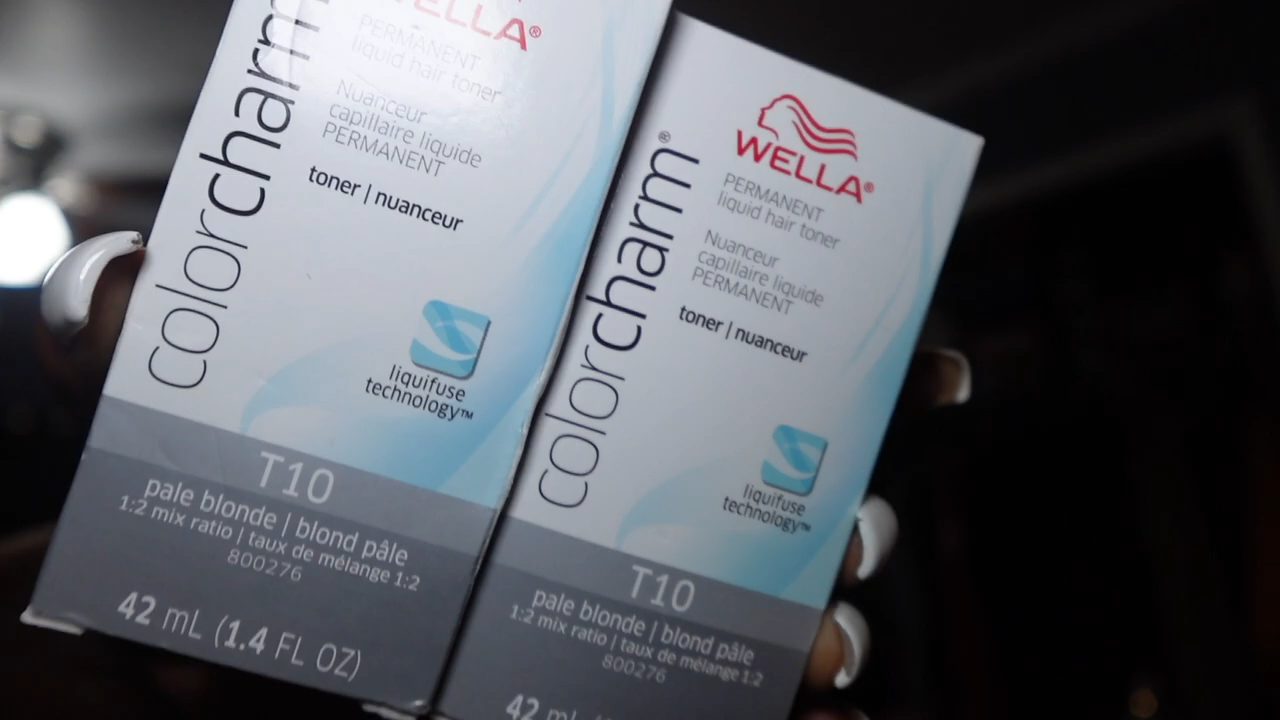 WELLA®
PERMANENT
liquid hair toner
Nuanceur
capillaire liquide
PERMANENT
toner | nuanceur
colorcharm
liquifuse
technology™
T10
pale blonde | blond pâle
1:2 mix ratio | taux de mélange 1:2
800276
42 mL (1.4 FL OZ)
WELLA®
PERMANENT
liquid hair toner
Nuanceur
capillaire liquide
PERMANENT
toner | nuanceur
colorcharm®
liquifuse
technology™
T10
pale blonde | blond pâle
1:2 mix ratio | taux de mélange 1:2
800276
42 mL